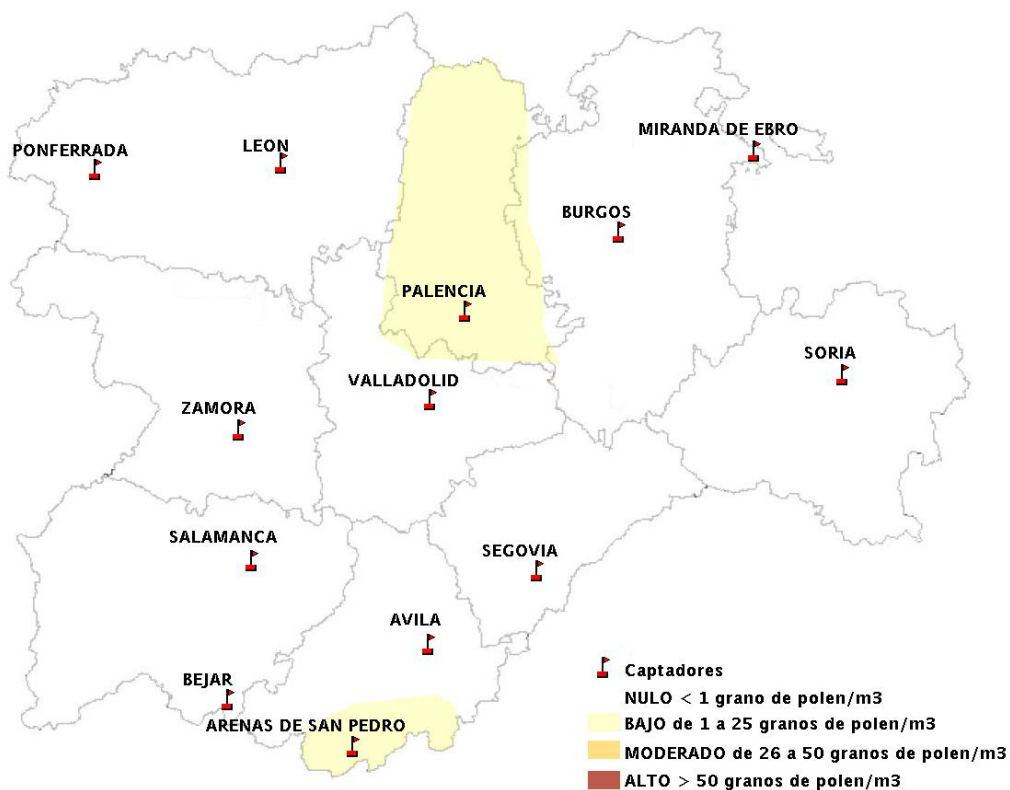 MIRANDA DE EBRO
PONFERRADA
LEON
BURGOS
PALENCIA
SORIA
VALLADOLID
ZAMORA
SALAMANCA
SEGOVIA
AVILA
BEJAR
ARENAS DE SAN PEDRO
Captadores
NULO < 1 grano de polen/m3
BAJO de 1 a 25 granos de polen/m3
MODERADO de 26 a 50 granos de polen/m3
ALTO > 50 granos de polen/m3